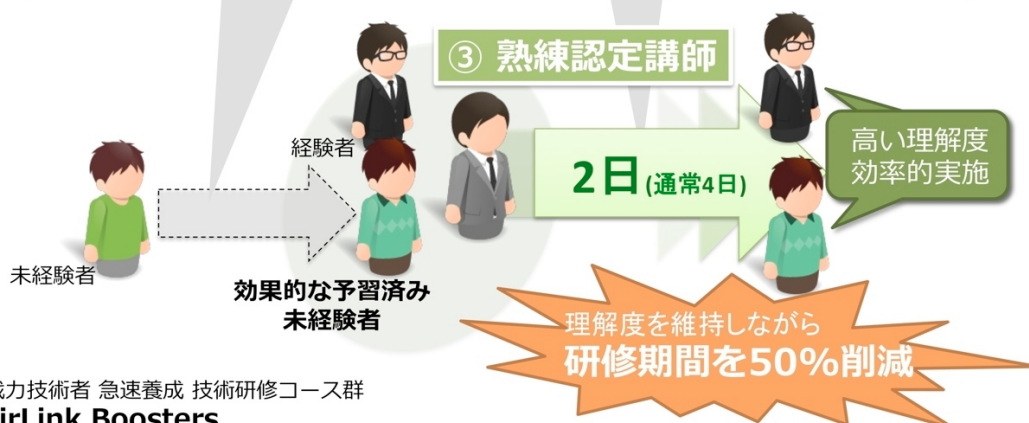 ③ 熟練認定講師
経験者
2日(通常4日)
高い理解度
効率的実施
未経験者
効果的な予習済み
未経験者
理解度を維持しながら
研修期間を50%削減
力技術者 急速養成 技術研修コース群
irLink Boosters